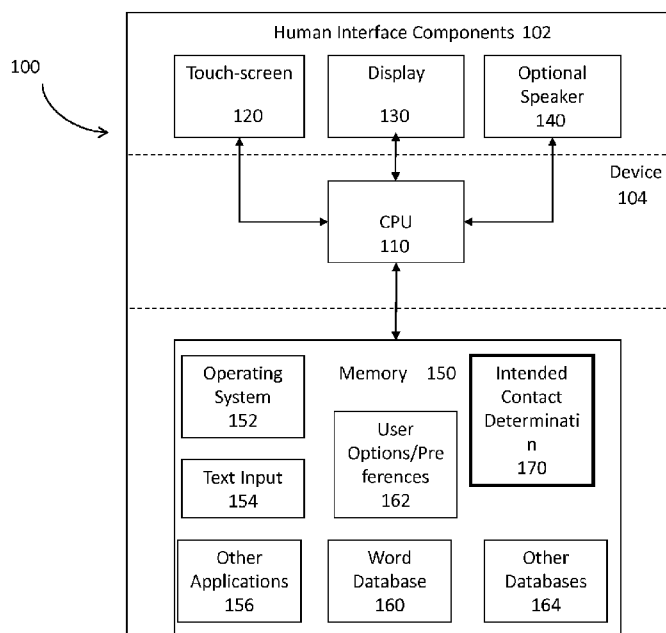 Human Interface Components 102
100
Touch-screen
120
Display
130
Optional
Speaker
140
Device
104
CPU
110
Memory 150
Operating
System
152
Intended
Contact
Determinati
n
170
User
Options/Pre
ferences
162
Text Input
154
Other
Applications
156
Word
Database
160
Other
Databases
164